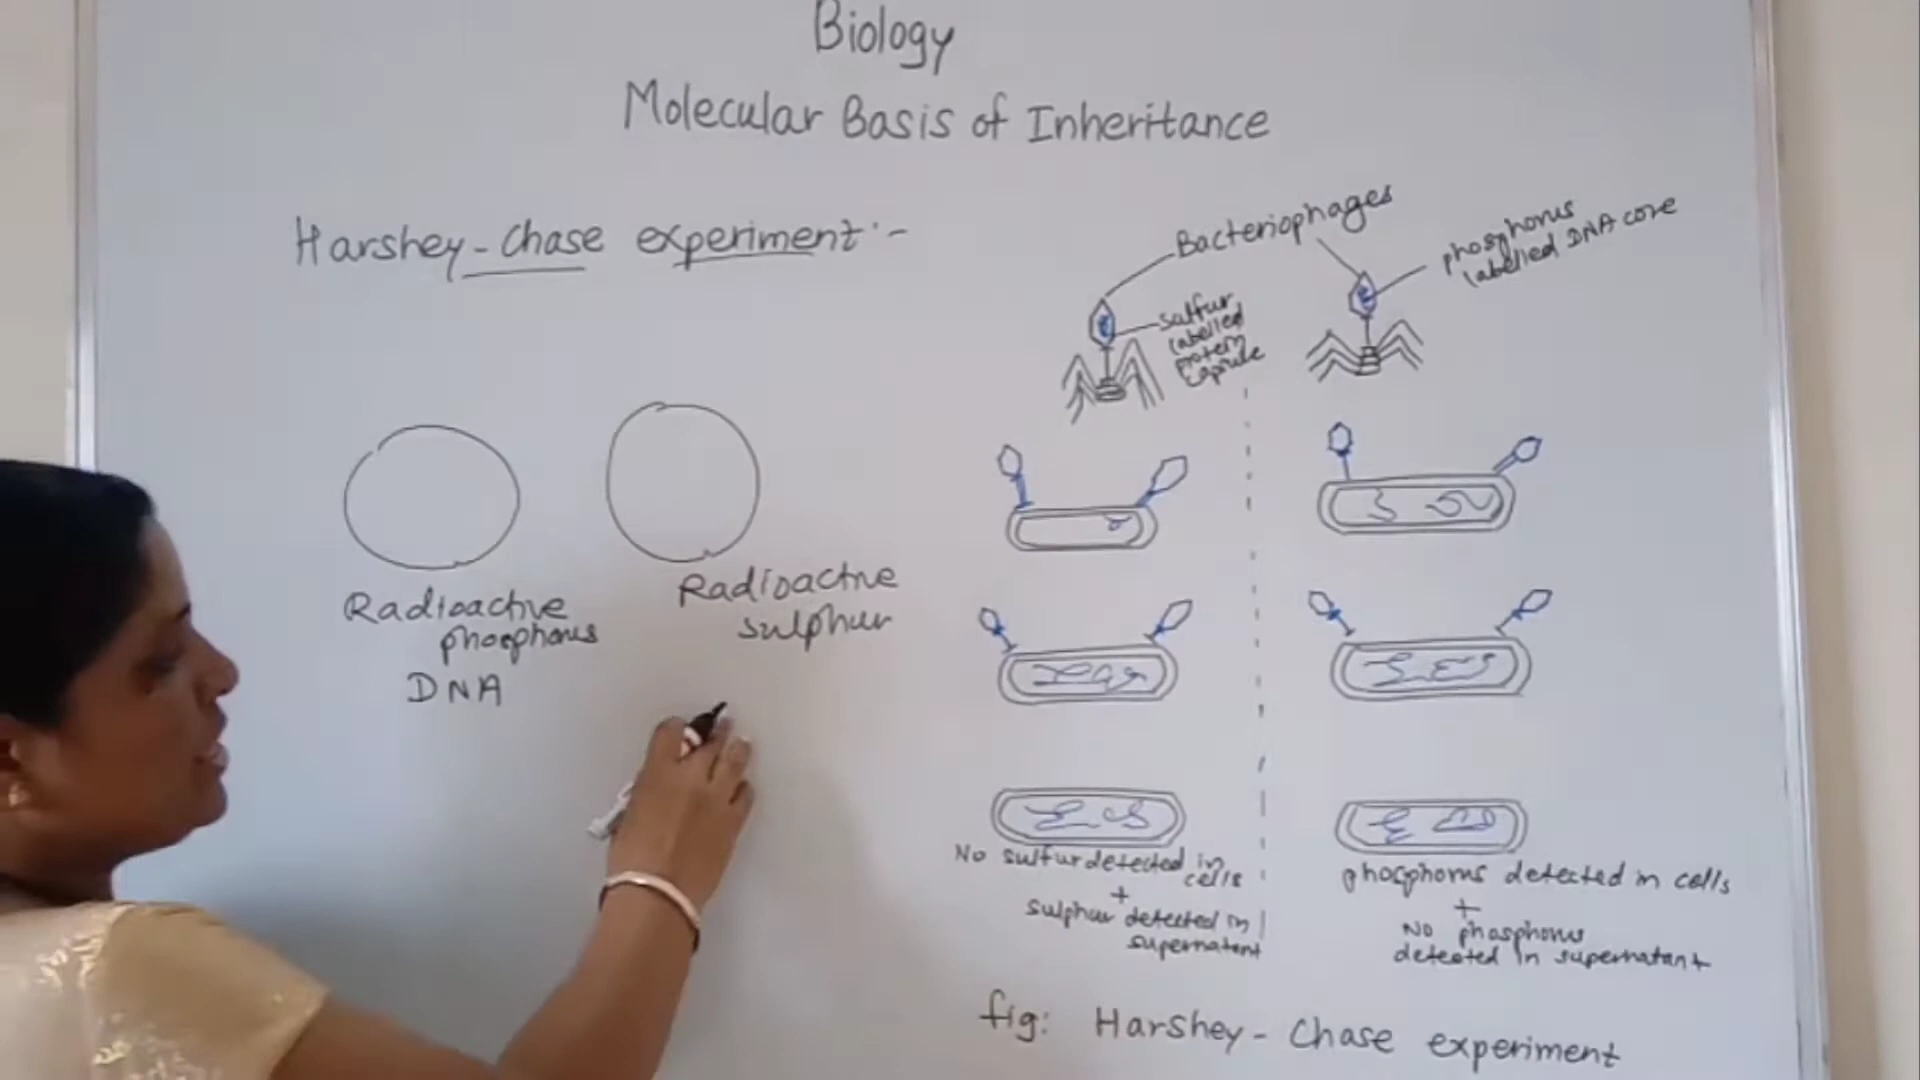 Biology
Molecular Basis of Inheritance
Harshey - Chase experiment :-
Bacteriophages
phosphorus
labelled DNA core
Sulfur
labelled
protein
Capsule
Radioactive
phosphorus
DNA
Radioactive
sulphur
No sulfur detected in
cells
+
Sulphur detected in
supernatant
phosphorus detected in cells
+
No phosphorus
detected in supernatant
fig: Harshey - Chase experiment